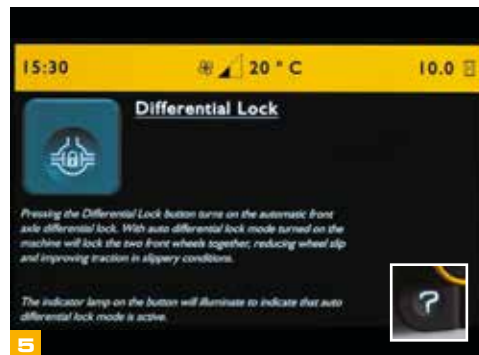 15:30 20 ° C 10.0
Differential Lock
Pressing the Differential Lock button turns on the automatic front
axle differential lock. With auto differential lock mode turned on the
machine will lock the two front wheels together, reducing wheel slip
and improving traction in slippery conditions.
The indicator lamp on the button will illuminate to indicate that auto
differential lock mode is active.
?
5